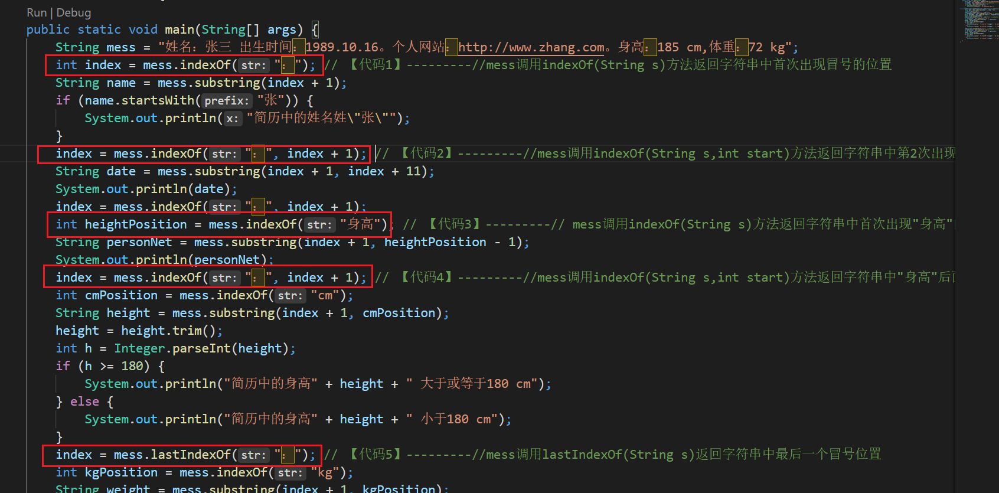 Run | Debug
public static void main(String[] args) {
String mess = "姓名：张三 出生时间：1989.10.16。个人网站：http://www.zhang.com。身高：185 cm,体重：72 kg";
int index = mess.indexOf(str: "："); // 【代码1】---------//mess调用indexOf(String s)方法返回字符串中首次出现冒号的位置
String name = mess.substring(index + 1);
if (name.startsWith(prefix: "张")) {
System.out.println(x: "简历中的姓名姓\"张\"");
}
index = mess.indexOf(str: "：", index + 1); // 【代码2】---------//mess调用indexOf(String s,int start)方法返回字符串中第2次出现
String date = mess.substring(index + 1, index + 11);
System.out.println(date);
index = mess.indexOf(str: "：", index + 1);
int heightPosition = mess.indexOf(str: "身高"); // 【代码3】---------// mess调用indexOf(String s)方法返回字符串中首次出现"身高"
String personNet = mess.substring(index + 1, heightPosition - 1);
System.out.println(personNet);
index = mess.indexOf(str: "：", index + 1); // 【代码4】---------//mess调用indexOf(String s,int start)方法返回字符串中"身高"后
int cmPosition = mess.indexOf(str: "cm");
String height = mess.substring(index + 1, cmPosition);
height = height.trim();
int h = Integer.parseInt(height);
if (h >= 180) {
System.out.println("简历中的身高" + height + " 大于或等于180 cm");
} else {
System.out.println("简历中的身高" + height + " 小于180 cm");
}
index = mess.lastIndexOf(str: "："); // 【代码5】---------//mess调用lastIndexOf(String s)返回字符串中最后一个冒号位置
int kgPosition = mess.indexOf(str: "kg");
String weight = mess.substring(index + 1, kgPosition);